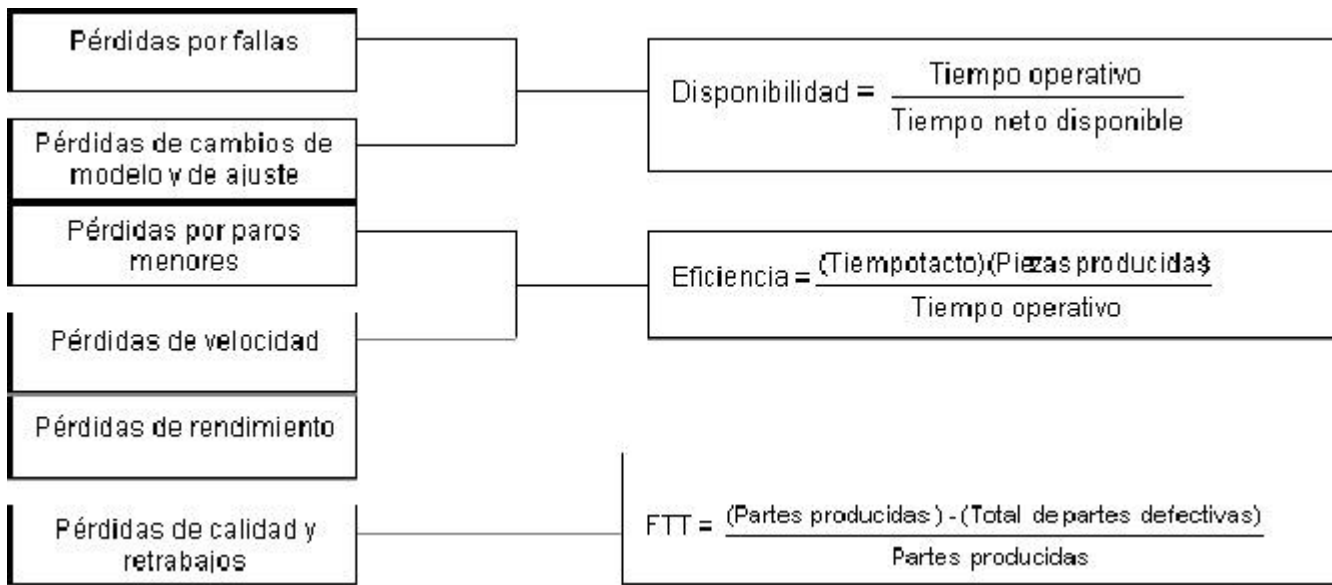 Pérdidas por fallas
Pérdidas de cambios de
modelo y de ajuste
Pérdidas por paros
menores
Pérdidas de velocidad
Pérdidas de rendimiento
Pérdidas de calidad y
retrabajos
Disponibilidad = Tiempo operativo
Tiempo neto disponible
Eficiencia = (Tiempotacto)(Piezas producidas)
Tiempo operativo
FTT = (Partes producidas) - (Total de partes defectivas)
Partes producidas